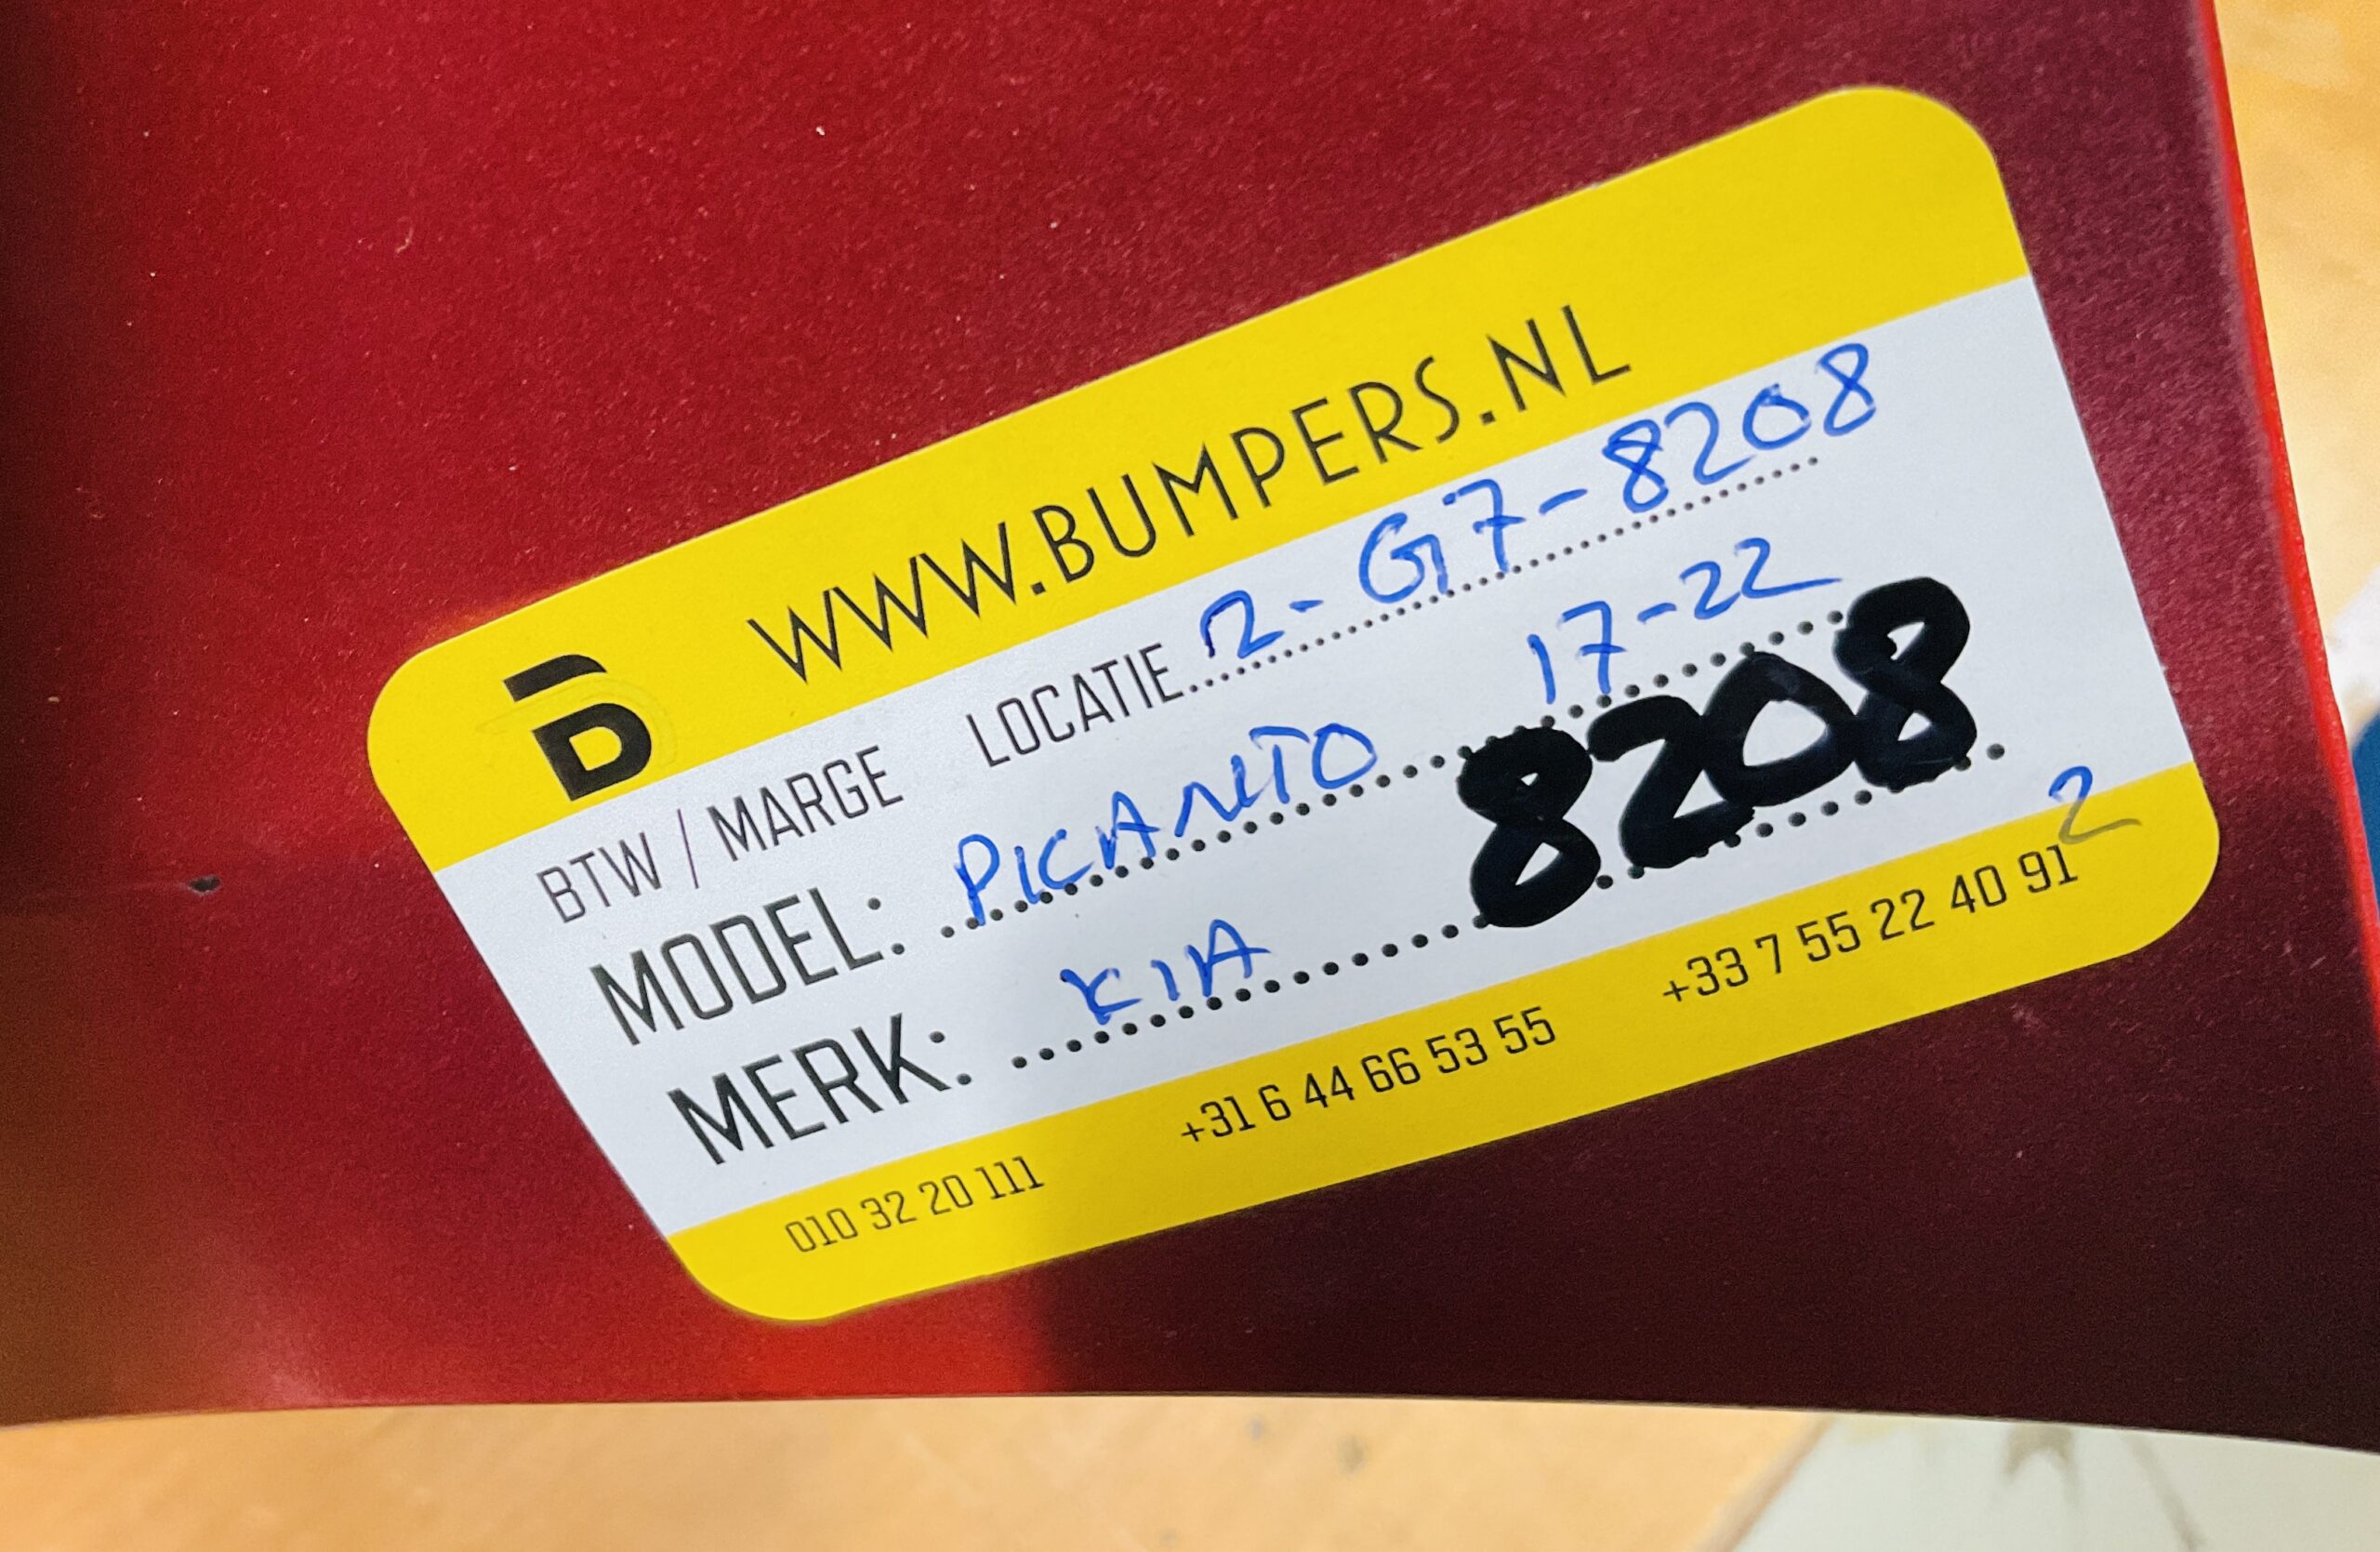 WWW.BUMPERS.NL
BTW / MARGE LOCATIE 2 - G7 - 8208
MODEL: PICANTO 17-22
MERK: KIA 8208
2
010 32 20 111 +31 6 44 66 53 55 +33 7 55 22 40 91